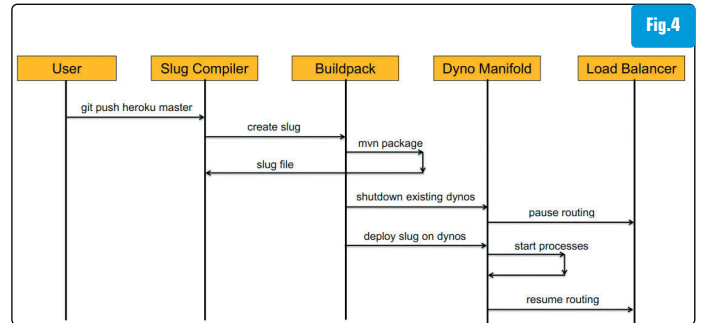 Fig.4
User
Slug Compiler
Buildpack
Dyno Manifold
Load Balancer
git push heroku master
create slug
mvn package
slug file
shutdown existing dynos
pause routing
deploy slug on dynos
start processes
resume routing